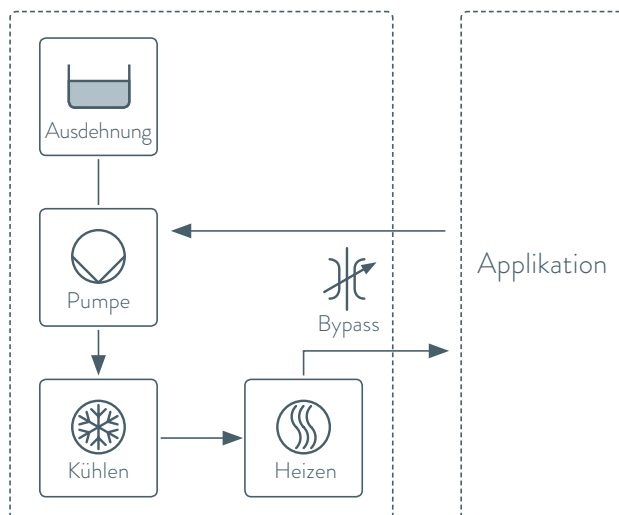 Ausdehnung
Pumpe
Applikation
Bypass
Kühlen
Heizen